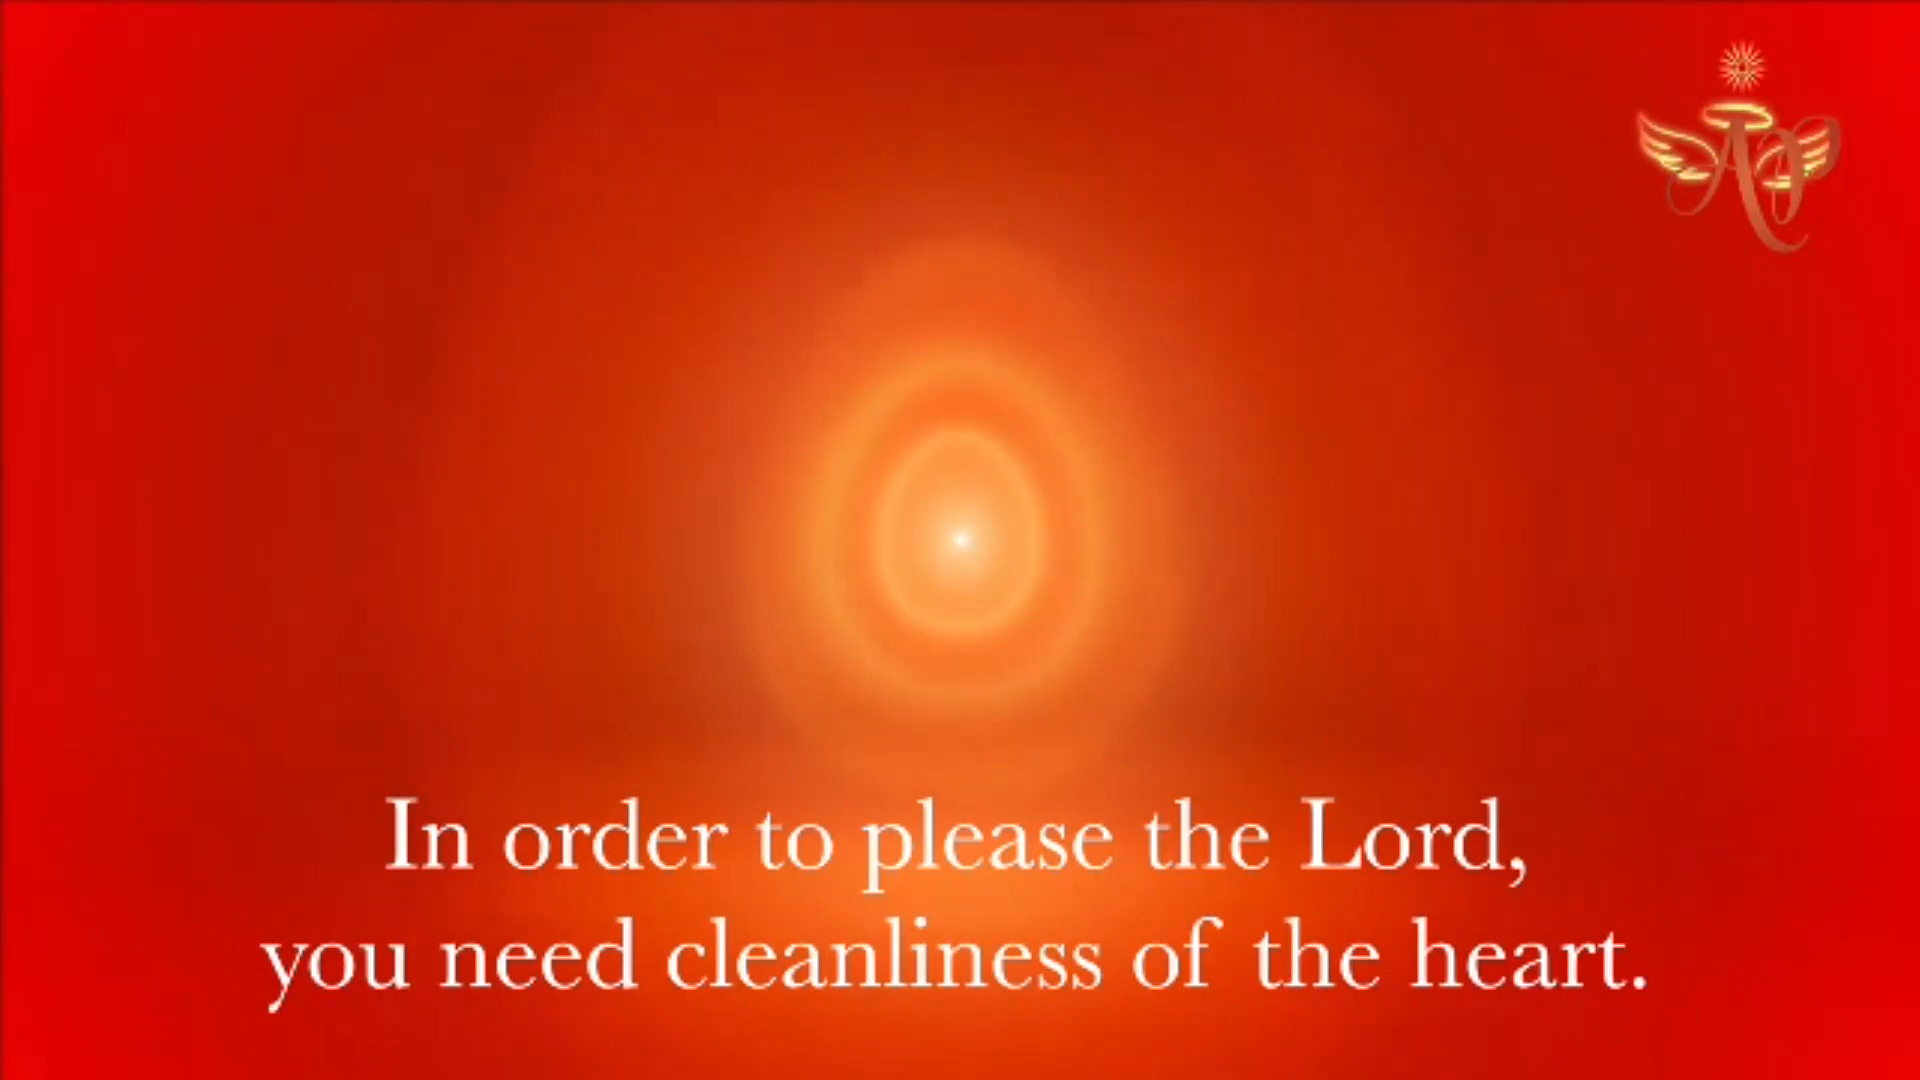 In order to please the Lord,
you need cleanliness of the heart.